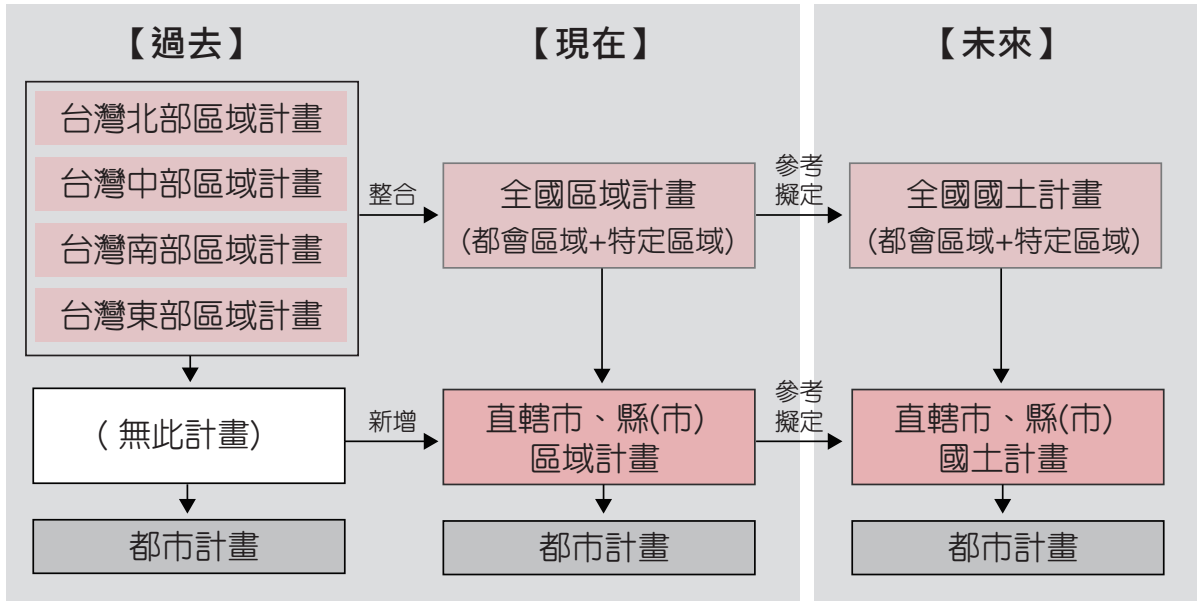 【過去】
【現在】
【未來】
台灣北部區域計畫
台灣中部區域計畫
台灣南部區域計畫
台灣東部區域計畫
整合
全國區域計畫
(都會區域+特定區域)
參考
擬定
全國國土計畫
(都會區域+特定區域)
( 無此計畫)
新增
直轄市、縣(市)
區域計畫
參考
擬定
直轄市、縣(市)
國土計畫
都市計畫
都市計畫
都市計畫